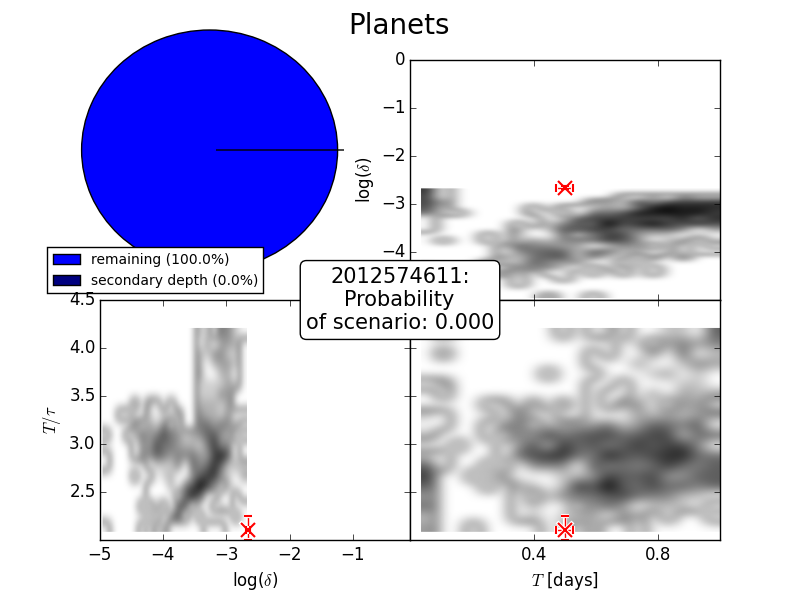 Planets
0
−1
−2
−3
−4
log(δ)
remaining (100.0%)
secondary depth (0.0%)
2012574611:
Probability
of scenario: 0.000
4.5
4.0
3.5
3.0
2.5
T/τ
−5 −4 −3 −2 −1
log(δ)
0.4 0.8
T [days]